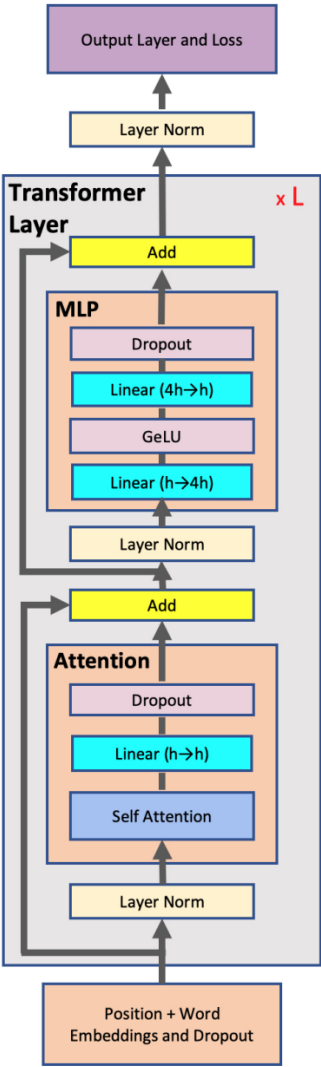 Output Layer and Loss
Layer Norm
Transformer
Layer
x L
Add
MLP
Dropout
Linear (4h→h)
GeLU
Linear (h→4h)
Layer Norm
Add
Attention
Dropout
Linear (h→h)
Self Attention
Layer Norm
Position + Word
Embeddings and Dropout